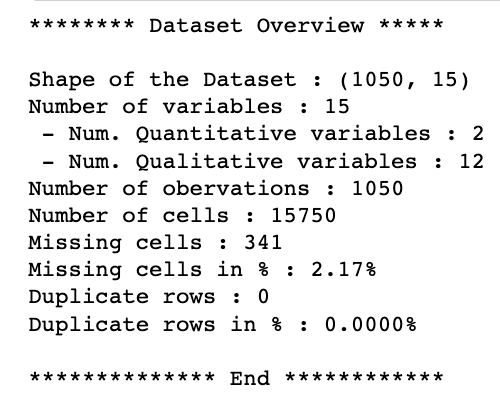 ******** Dataset Overview *****
Shape of the Dataset : (1050, 15)
Number of variables : 15
- Num. Quantitative variables : 2
- Num. Qualitative variables : 12
Number of obervations : 1050
Number of cells : 15750
Missing cells : 341
Missing cells in % : 2.17%
Duplicate rows : 0
Duplicate rows in % : 0.0000%
************** End ************